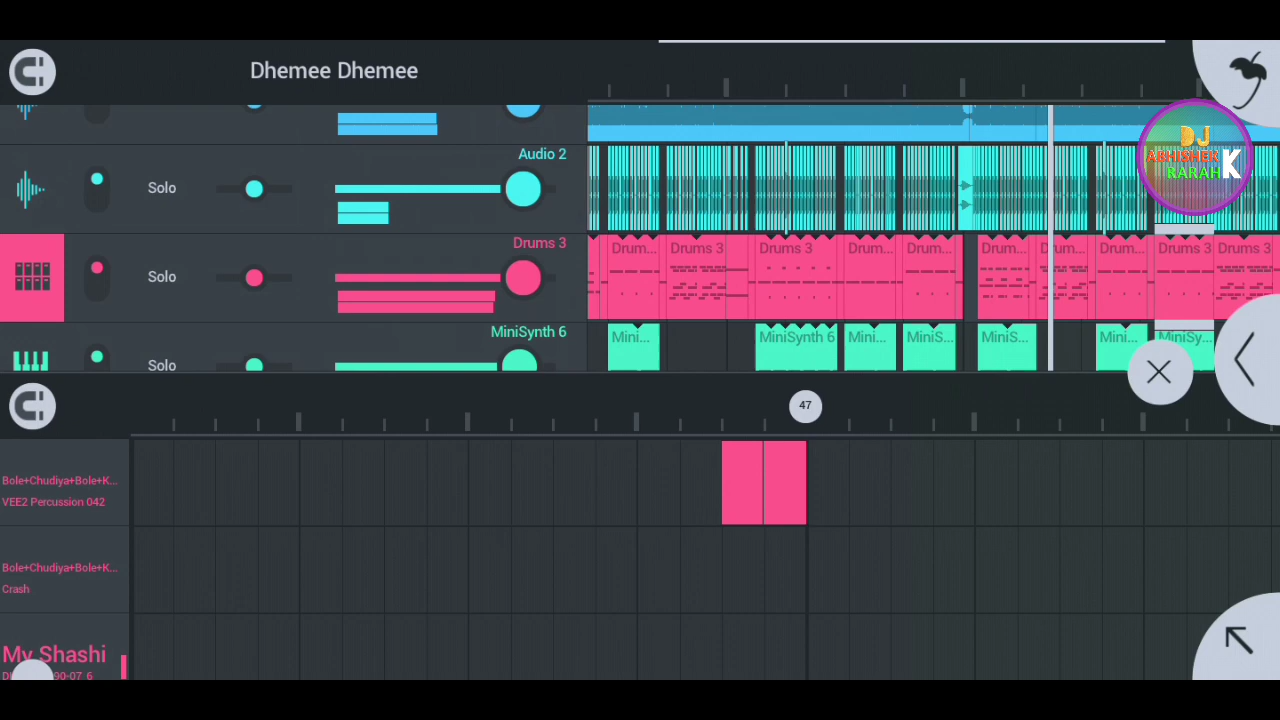 Dhemee Dhemee
DJ
ABHISHEK K
RARAH
Audio 2
Solo
Drums 3
Solo
Drum... Drums 3 Drums 3 Drum... Drum... Drum... Drum... Drum... Drums 3 Drums 3
MiniSynth 6
Solo
Mini... MiniSynth 6 Mini... MiniS... MiniS... Mini... MiniSy...
47
Bole+Chudiya+Bole+K...
VEE2 Percussion 042
Bole+Chudiya+Bole+K...
Crash
My Shashi